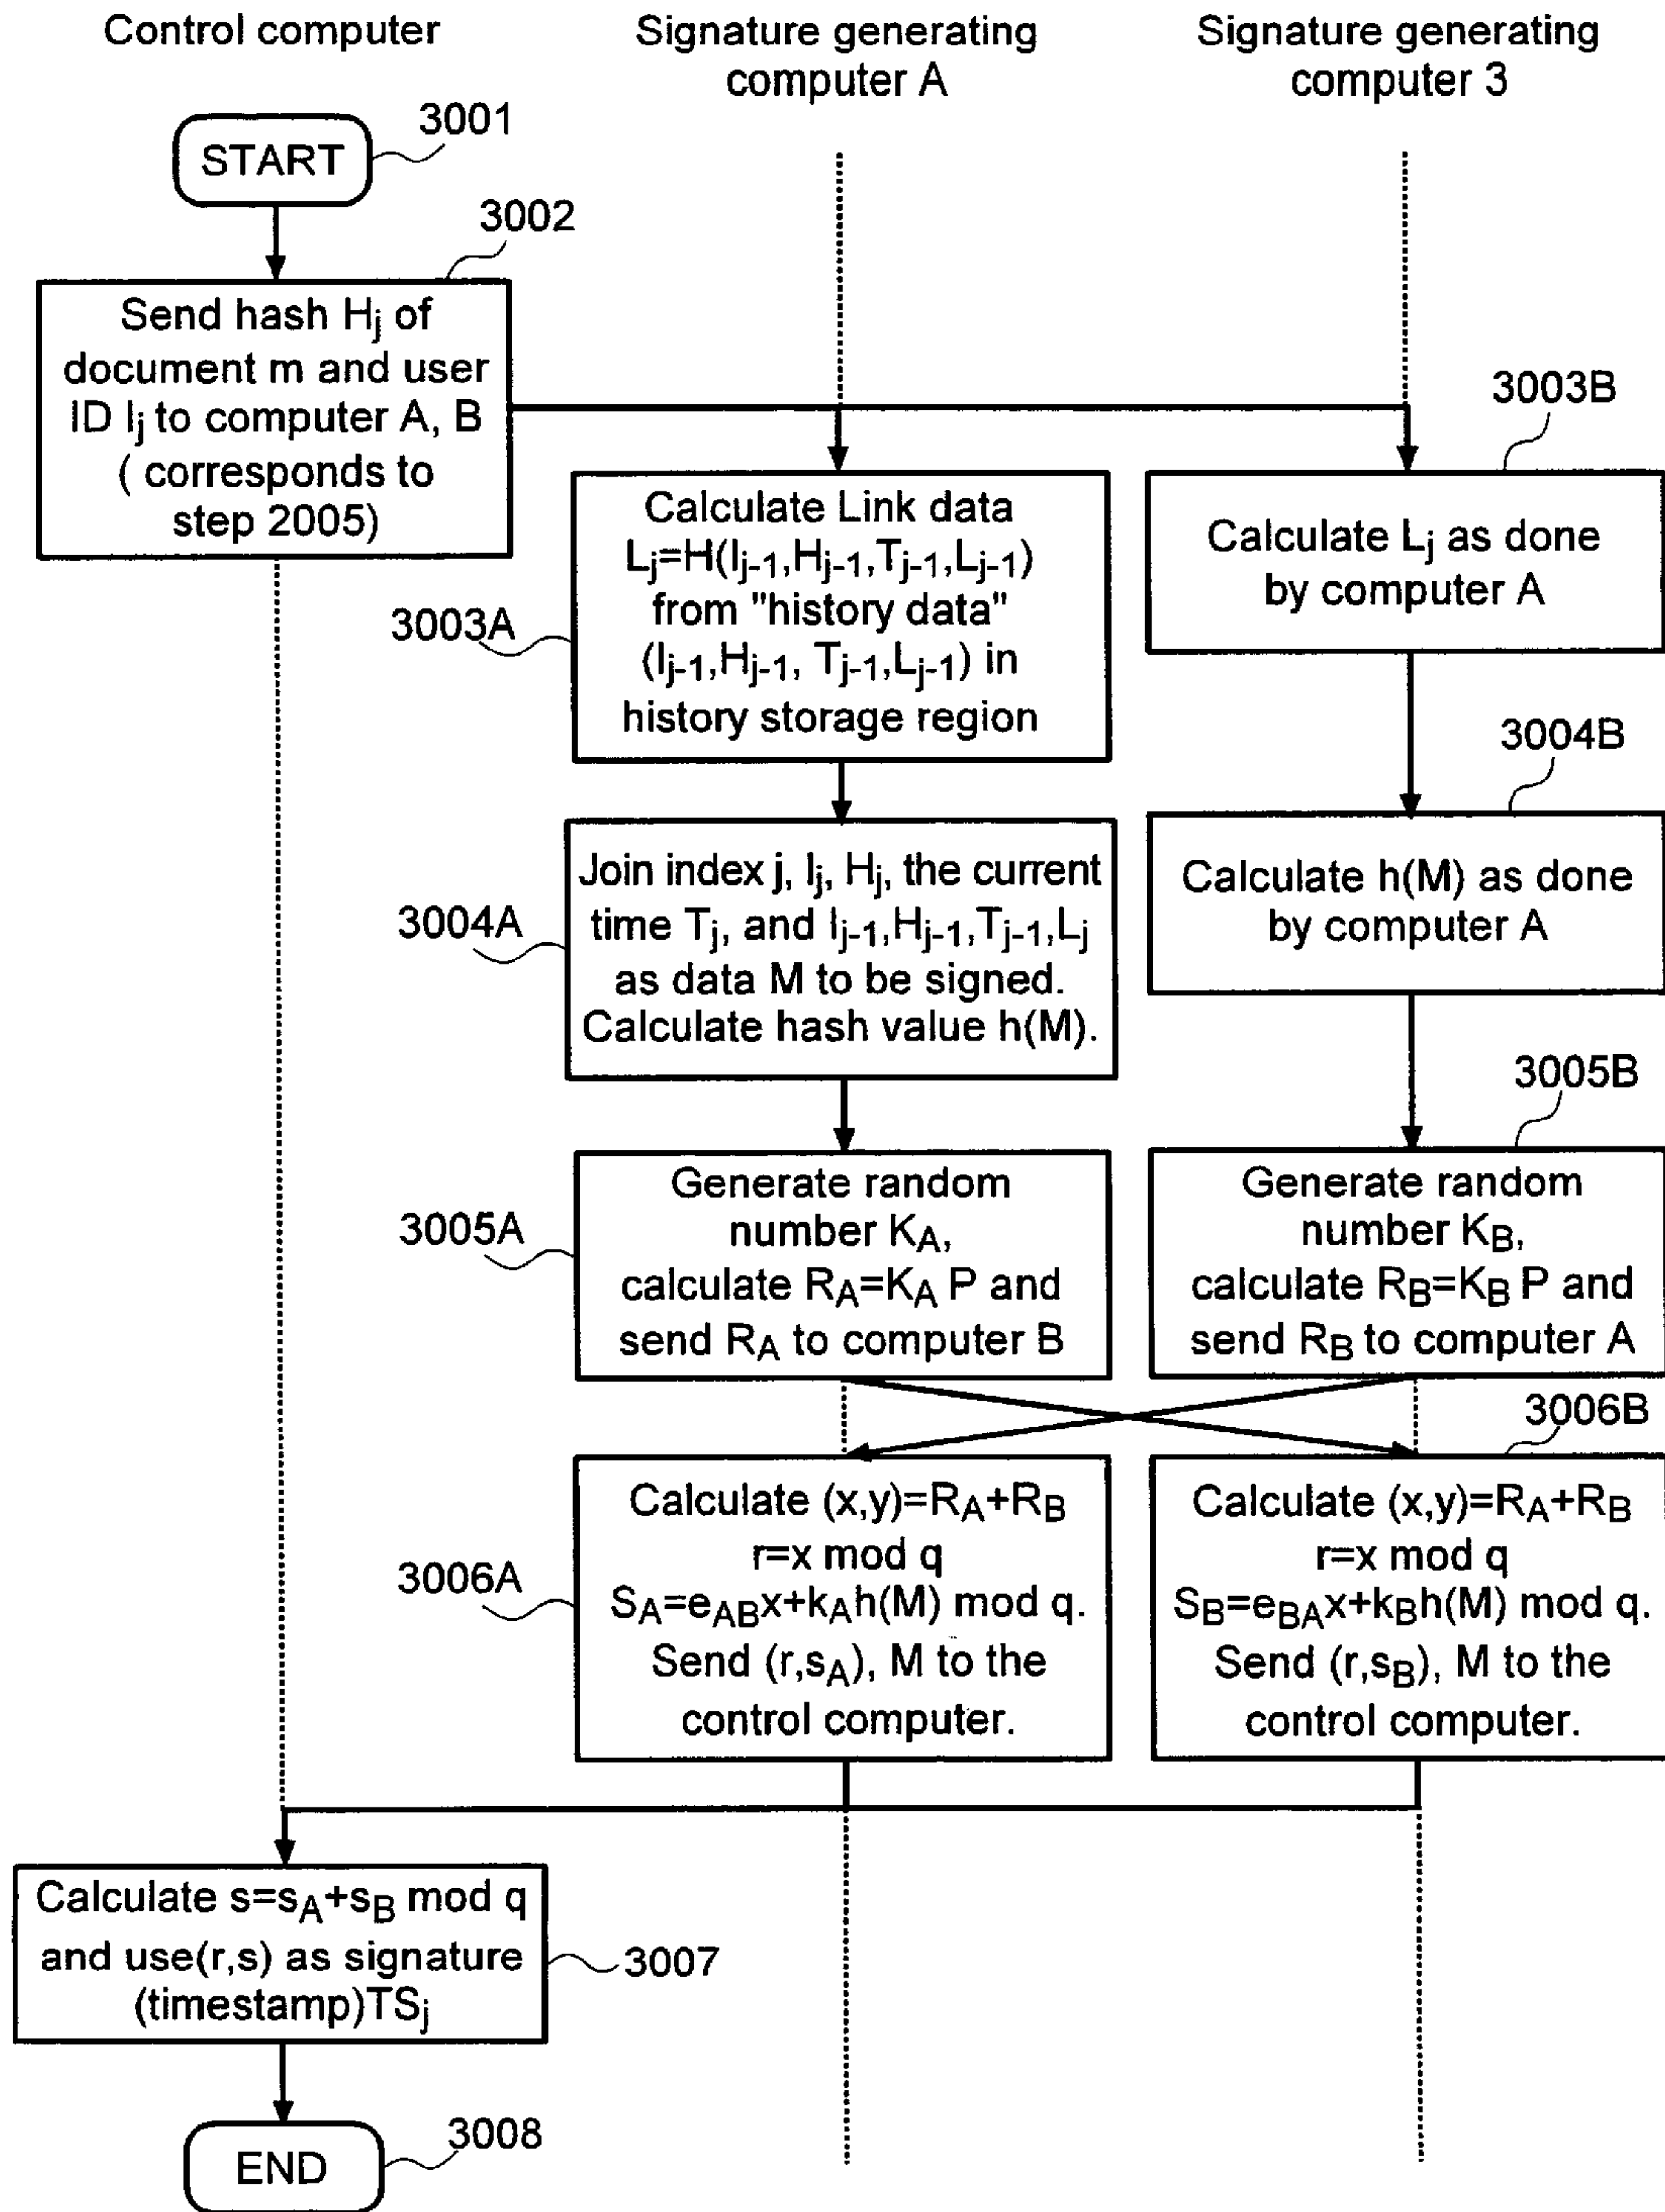 Control computer
Signature generating
computer A
Signature generating
computer 3
3001
START
3002
Send hash Hj of
document m and user
ID Ij to computer A, B
( corresponds to
step 2005)
3003A
Calculate Link data
Lj=H(Ij-1,Hj-1,Tj-1,Lj-1)
from "history data"
(Ij-1,Hj-1, Tj-1,Lj-1) in
history storage region
3003B
Calculate Lj as done
by computer A
3004A
Join index j, Ij, Hj, the current
time Tj, and Ij-1,Hj-1,Tj-1,Lj
as data M to be signed.
Calculate hash value h(M).
3004B
Calculate h(M) as done
by computer A
3005A
Generate random
number KA,
calculate RA=KA P and
send RA to computer B
3005B
Generate random
number KB,
calculate RB=KB P and
send RB to computer A
3006A
Calculate (x,y)=RA+RB
r=x mod q
SA=eABx+kAh(M) mod q.
Send (r,sA), M to the
control computer.
3006B
Calculate (x,y)=RA+RB
r=x mod q
SB=eBAx+kBh(M) mod q.
Send (r,sB), M to the
control computer.
Calculate s=sA+sB mod q
and use(r,s) as signature
(timestamp)TSj
3007
END
3008